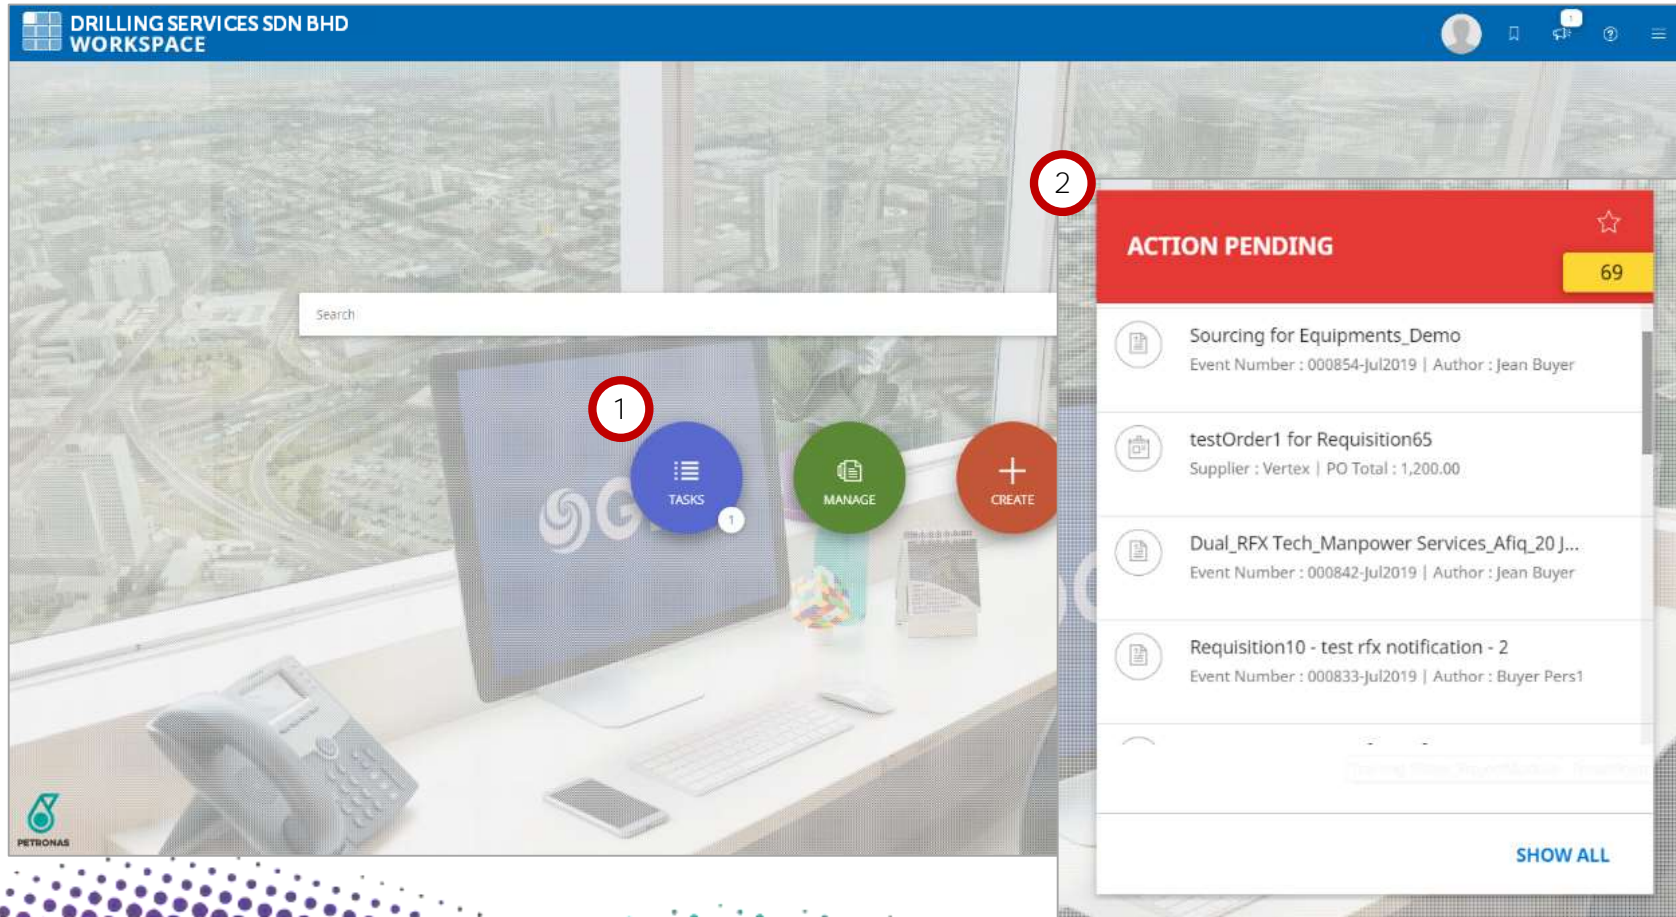 DRILLING SERVICES SDN BHD
WORKSPACE
1
Search
1
TASKS
1
MANAGE
CREATE
PETRONAS
2
ACTION PENDING
69
Sourcing for Equipments_Demo
Event Number : 000854-Jul2019 | Author : Jean Buyer
testOrder1 for Requisition65
Supplier : Vertex | PO Total : 1,200.00
Dual_RFX Tech_Manpower Services_Afiq_20 J...
Event Number : 000842-Jul2019 | Author : Jean Buyer
Requisition10 - test rfx notification - 2
Event Number : 000833-Jul2019 | Author : Buyer Pers1
SHOW ALL